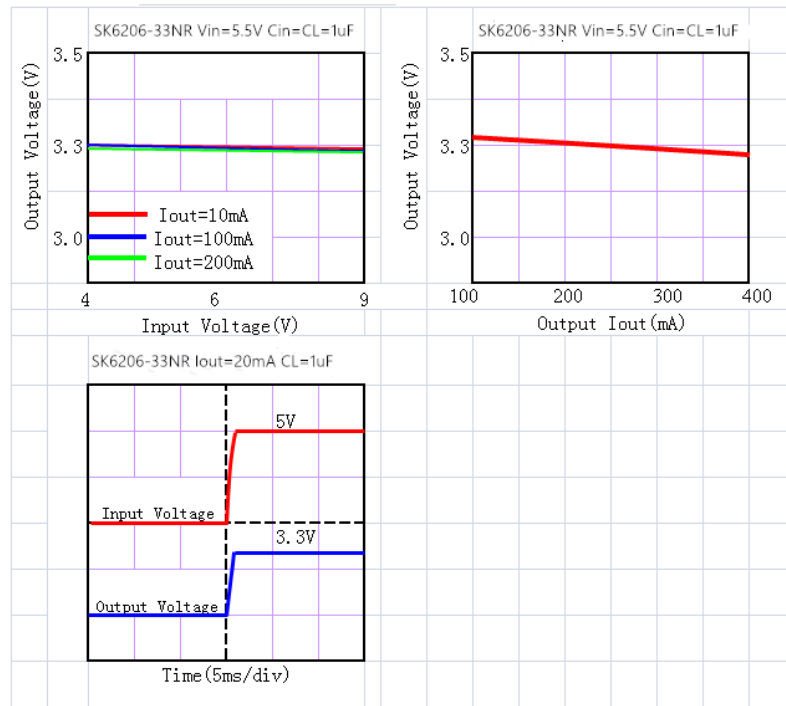 SK6206-33NR Vin=5.5V Cin=CL=1uF
3.5
3.3
3.0
Output Voltage(V)
Iout=10mA
Iout=100mA
Iout=200mA
4 6 9
Input Voltage(V)
SK6206-33NR Vin=5.5V Cin=CL=1uF
3.5
3.3
3.0
Output Voltage(V)
100 200 300 400
Output Iout(mA)
SK6206-33NR Iout=20mA CL=1uF
5V
Input Voltage
3.3V
Output Voltage
Time(5ms/div)